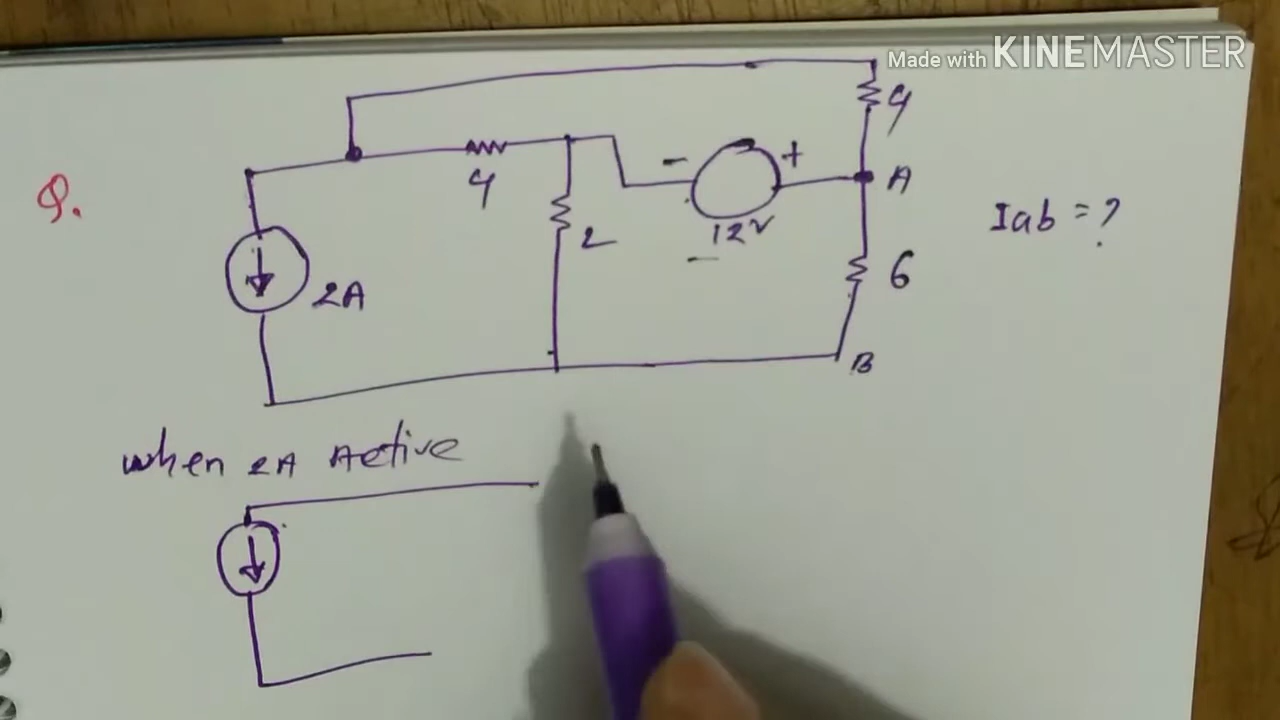 Made with KINEMASTER
Q.
4
4
A
Iab = ?
- +
2
12v
6
2A
B
when 2A Active